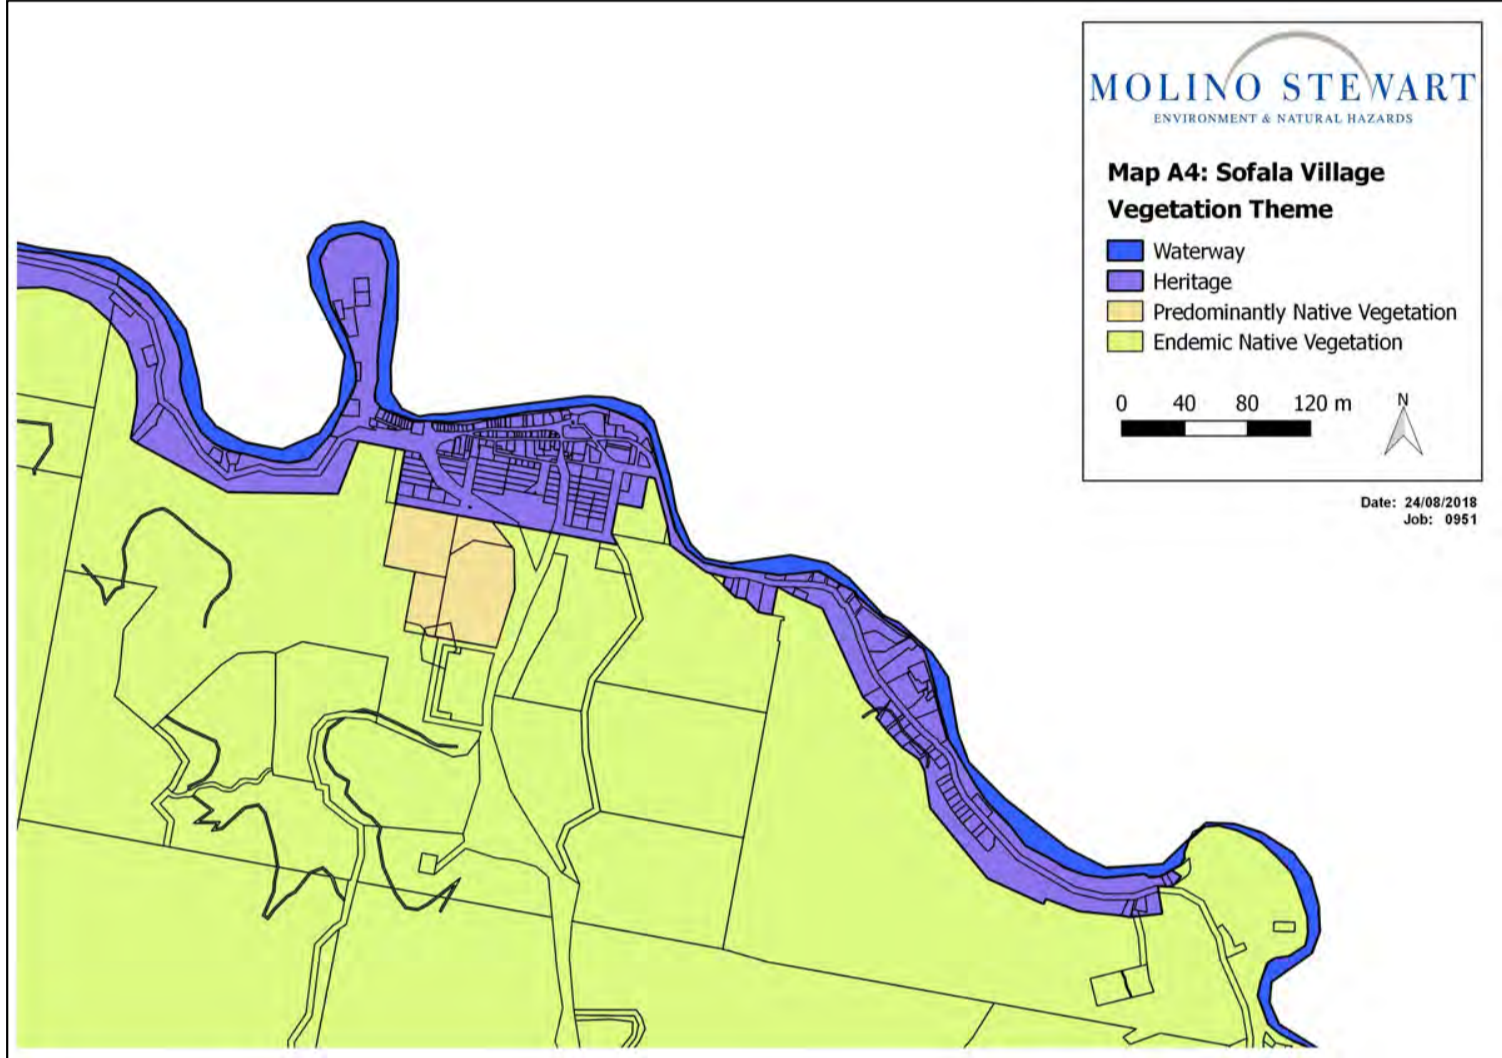 MOLINO STEWART
ENVIRONMENT & NATURAL HAZARDS
Map A4: Sofala Village
Vegetation Theme
Waterway
Heritage
Predominantly Native Vegetation
Endemic Native Vegetation
0 40 80 120 m
N
Date: 24/08/2018
Job: 0951